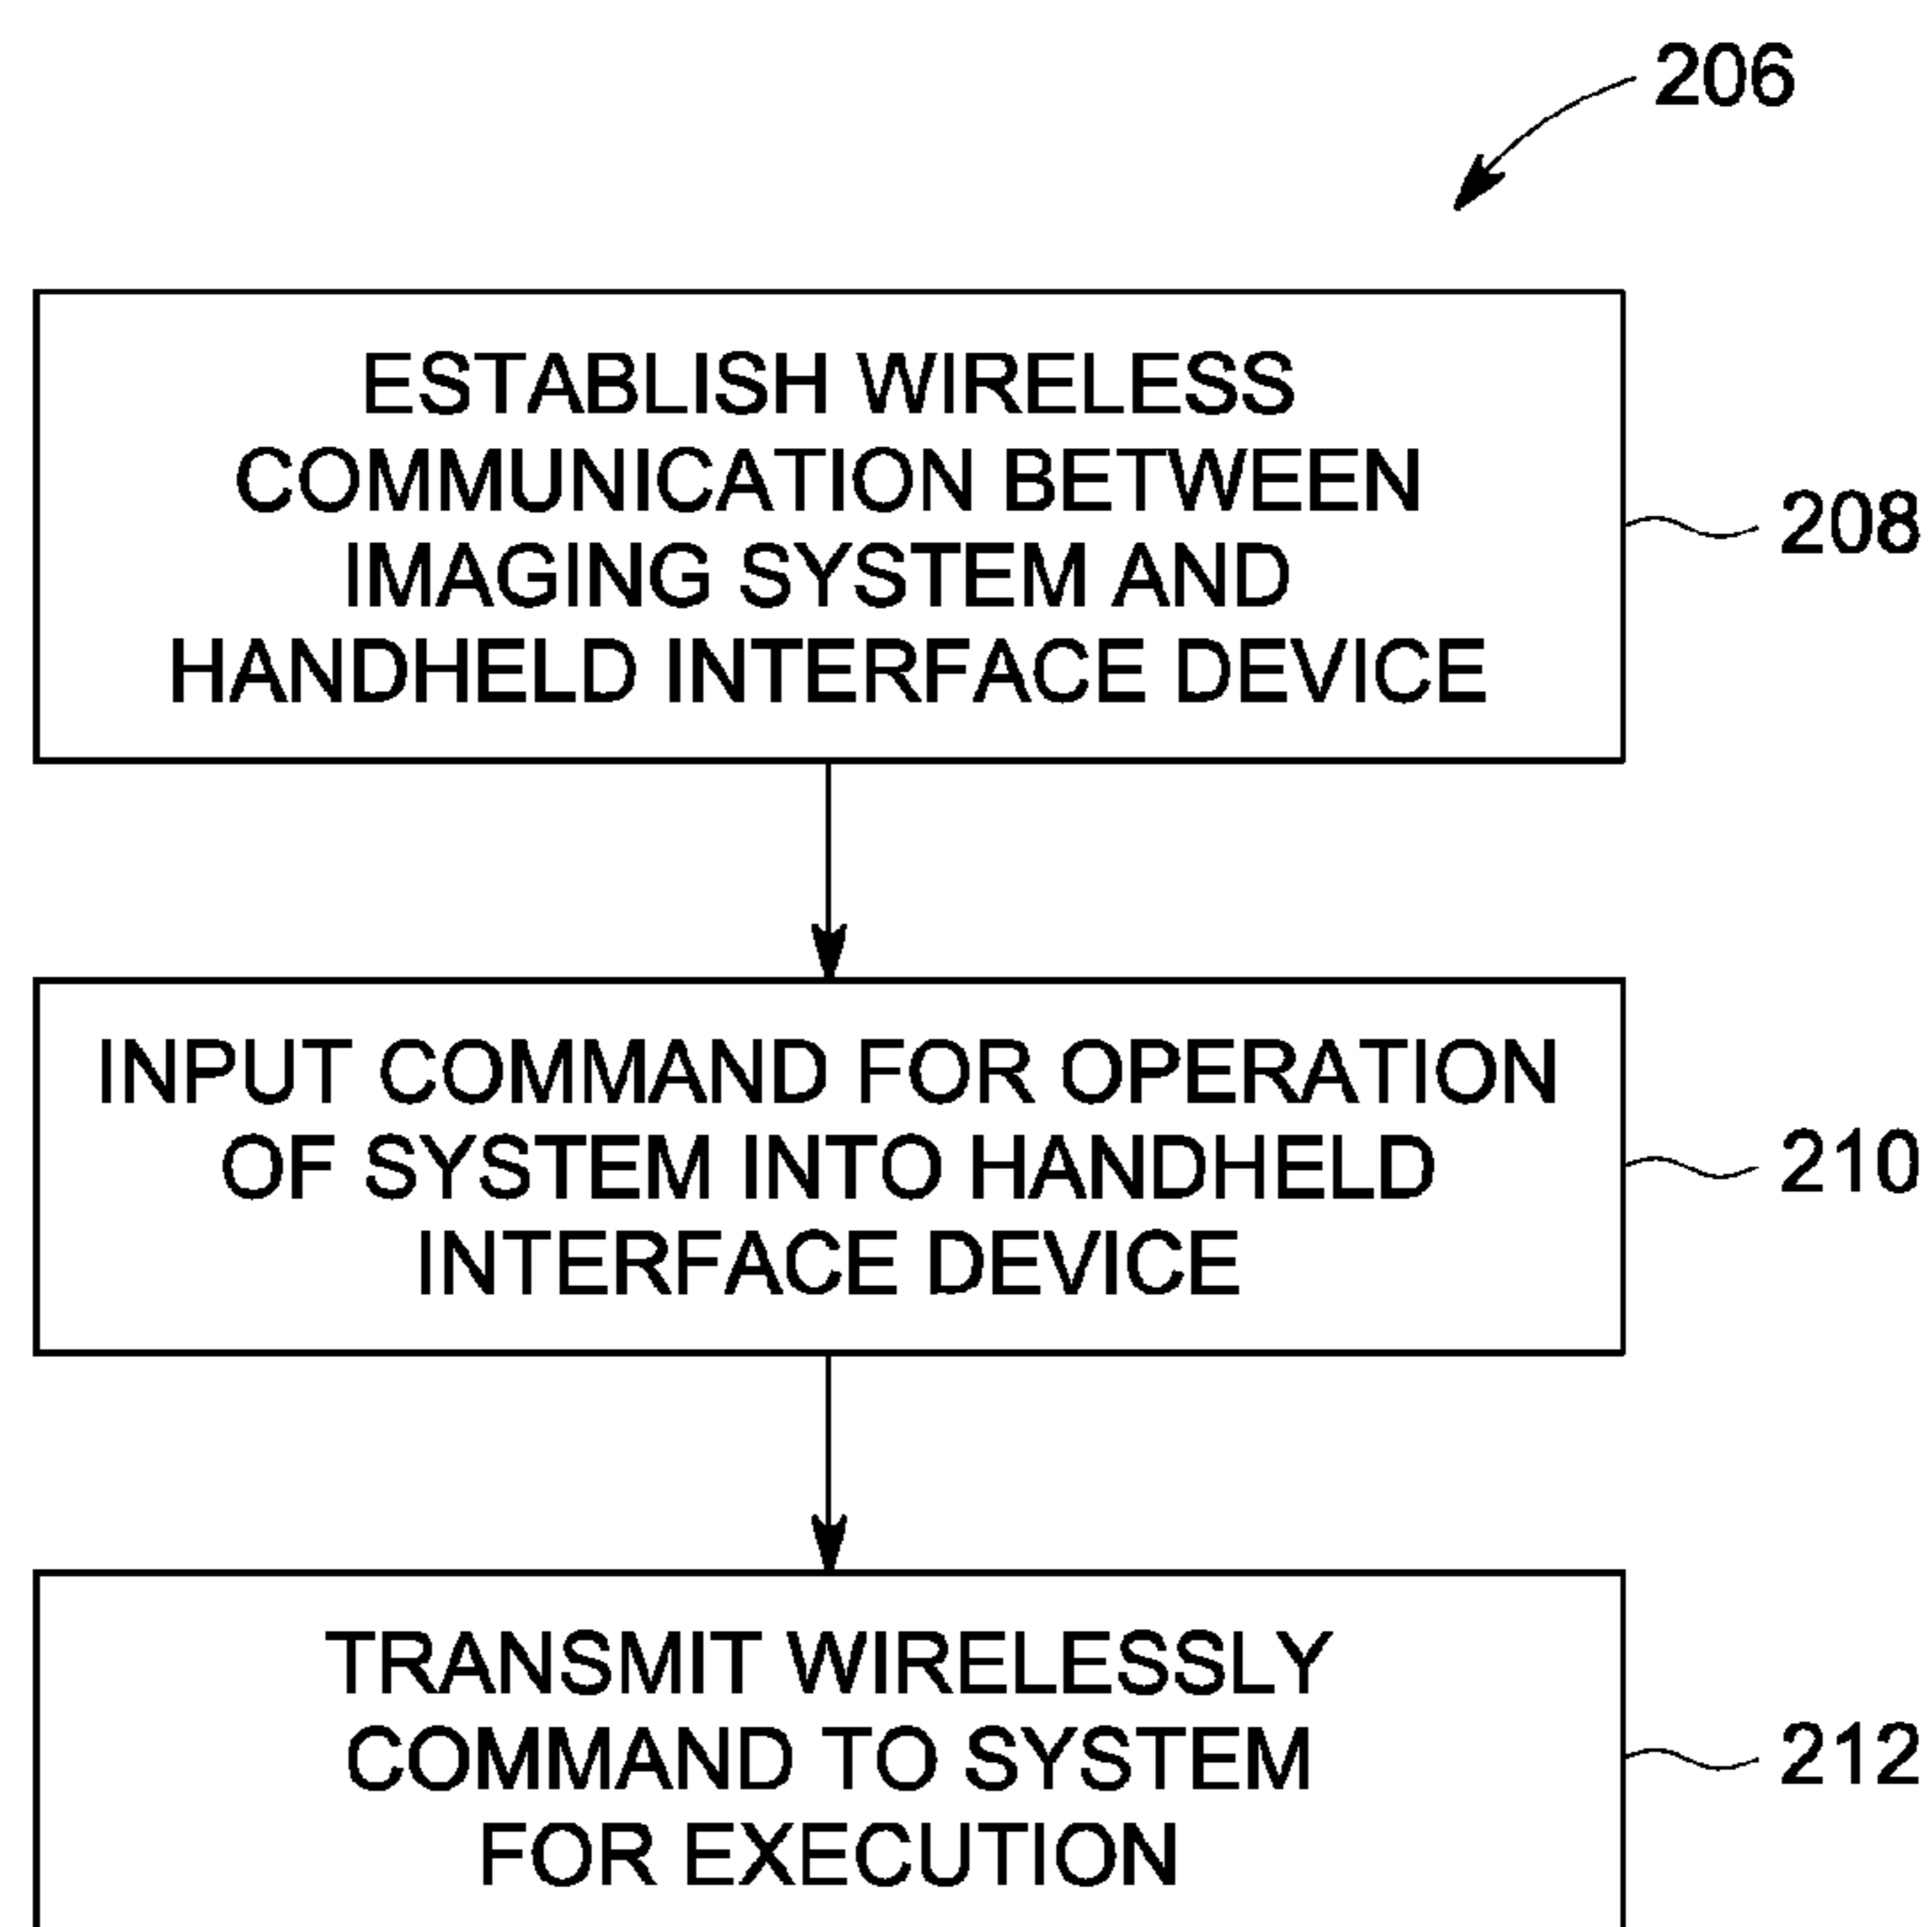 206
ESTABLISH WIRELESS
COMMUNICATION BETWEEN
IMAGING SYSTEM AND
HANDHELD INTERFACE DEVICE
208
INPUT COMMAND FOR OPERATION
OF SYSTEM INTO HANDHELD
INTERFACE DEVICE
210
TRANSMIT WIRELESSLY
COMMAND TO SYSTEM
FOR EXECUTION
212